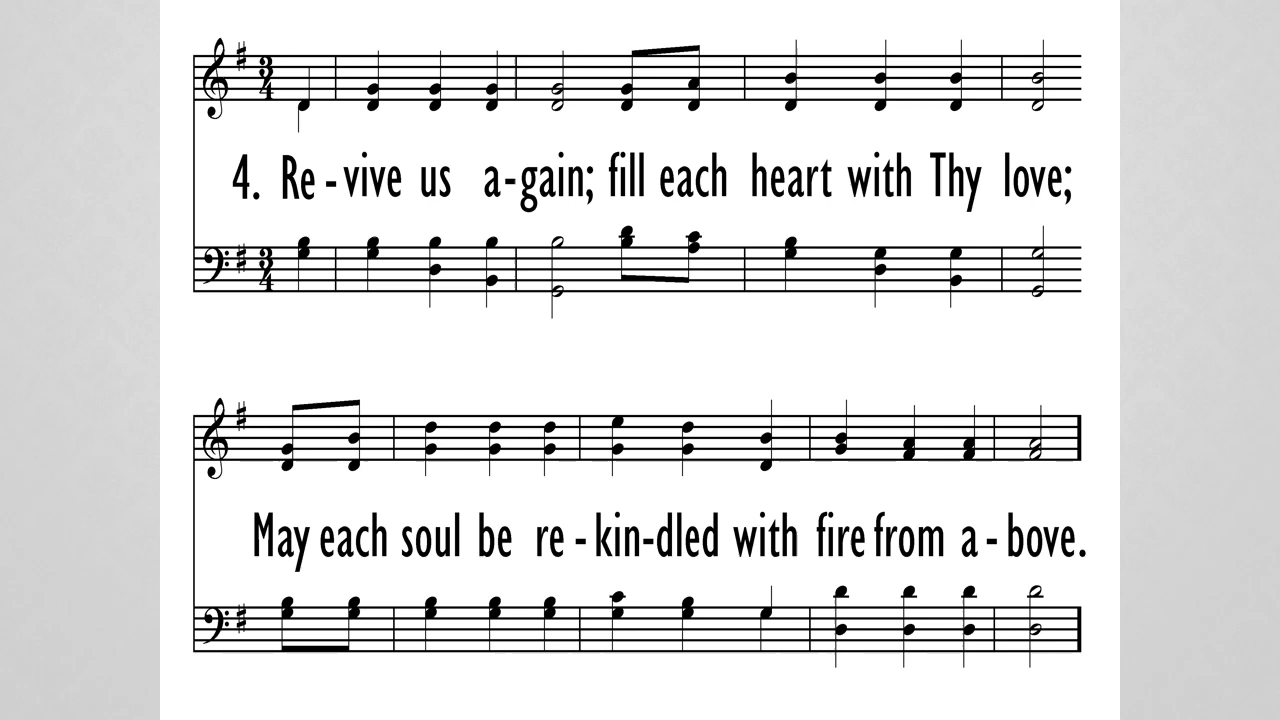 4. Re-vive us a-gain; fill each heart with Thy love;
May each soul be re-kin-dled with fire from a-bove.